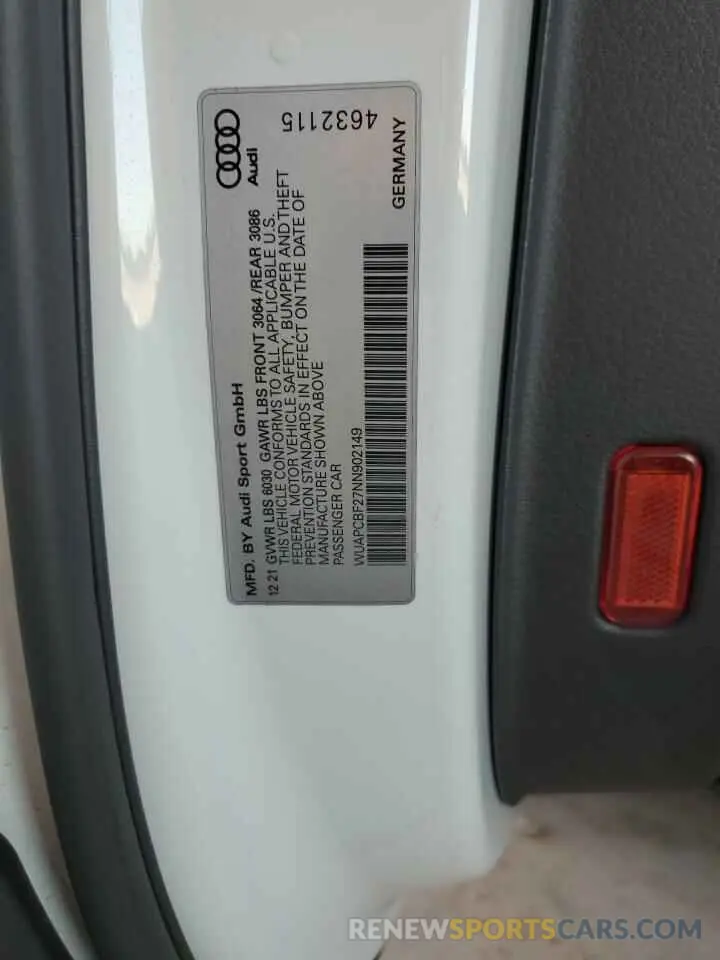 Audi
4632115
MFD. BY Audi Sport GmbH
12 21 GVWR LBS 6030 GAWR LBS FRONT 3064 /REAR 3086
THIS VEHICLE CONFORMS TO ALL APPLICABLE U.S.
FEDERAL MOTOR VEHICLE SAFETY, BUMPER AND THEFT
PREVENTION STANDARDS IN EFFECT ON THE DATE OF
MANUFACTURE SHOWN ABOVE
PASSENGER CAR
WUAPCBF27NN902149
GERMANY
RENEWSPORTSCARS.COM